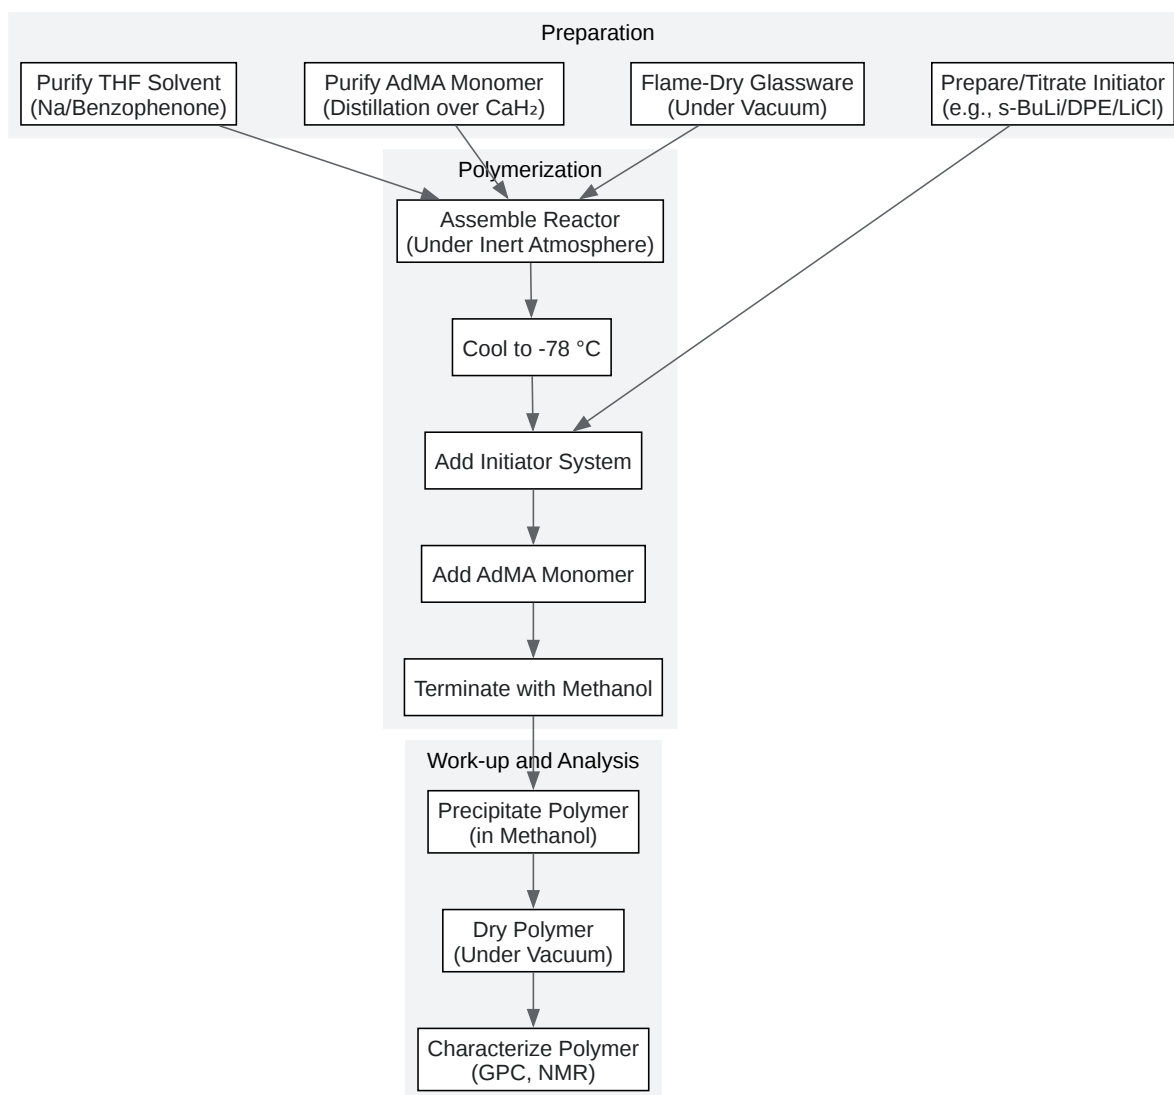 Preparation
Purify THF Solvent
(Na/Benzophenone)
Purify AdMA Monomer
(Distillation over CaH₂)
Flame-Dry Glassware
(Under Vacuum)
Prepare/Titrate Initiator
(e.g., s-BuLi/DPE/LiCl)
Polymerization
Assemble Reactor
(Under Inert Atmosphere)
Cool to -78 °C
Add Initiator System
Add AdMA Monomer
Terminate with Methanol
Work-up and Analysis
Precipitate Polymer
(in Methanol)
Dry Polymer
(Under Vacuum)
Characterize Polymer
(GPC, NMR)